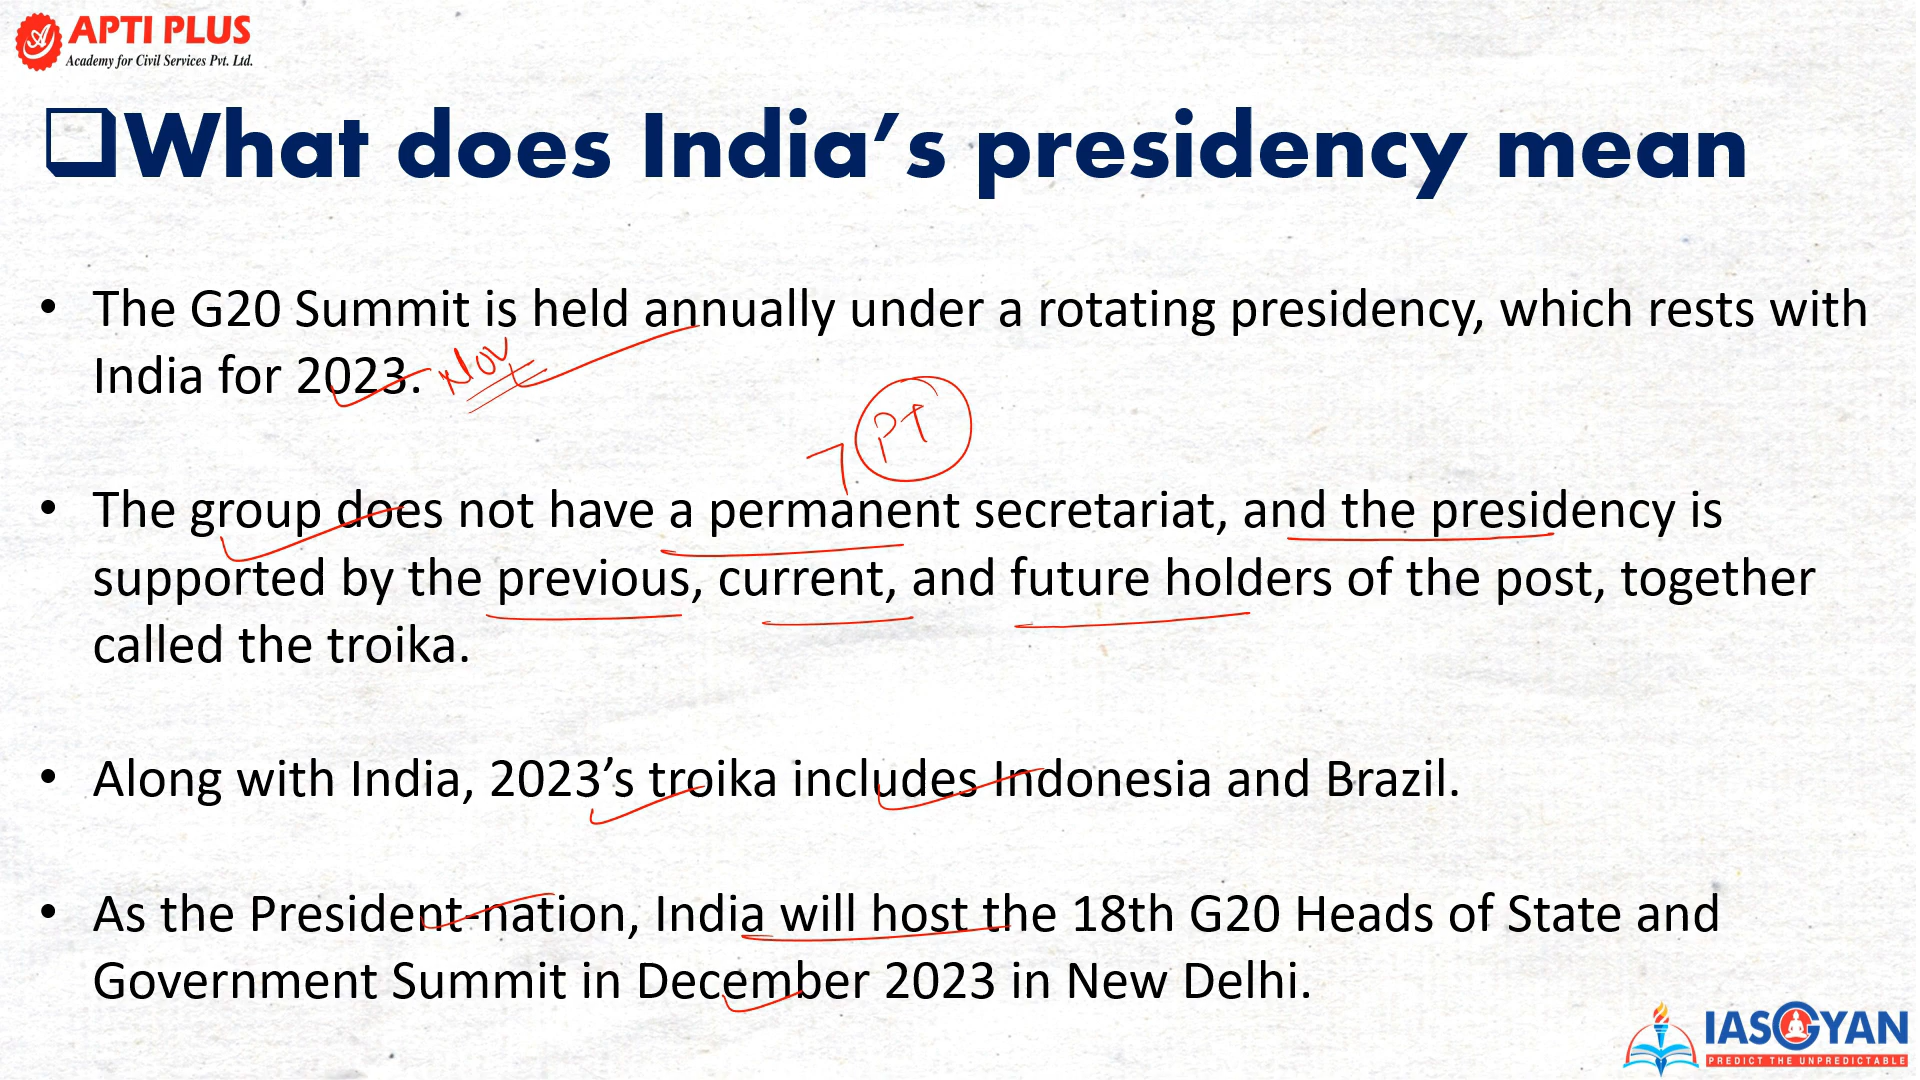 APTI PLUS
Academy for Civil Services Pvt. Ltd.
What does India’s presidency mean
• The G20 Summit is held annually under a rotating presidency, which rests with
India for 2023.
Nov
PT
• The group does not have a permanent secretariat, and the presidency is
supported by the previous, current, and future holders of the post, together
called the troika.
• Along with India, 2023’s troika includes Indonesia and Brazil.
• As the President-nation, India will host the 18th G20 Heads of State and
Government Summit in December 2023 in New Delhi.
IASGYAN
PREDICT THE UNPREDICTABLE